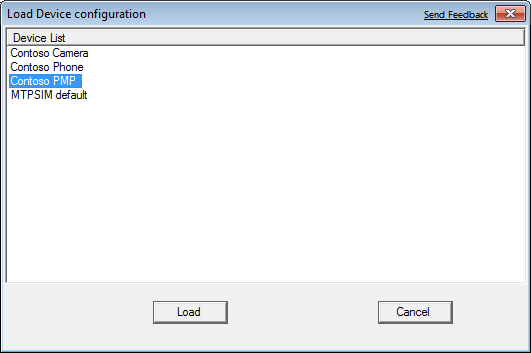 Load Device configuration Send Feedback
Device List
Contoso Camera
Contoso Phone
Contoso PMP
MTPSIM default
Load Cancel